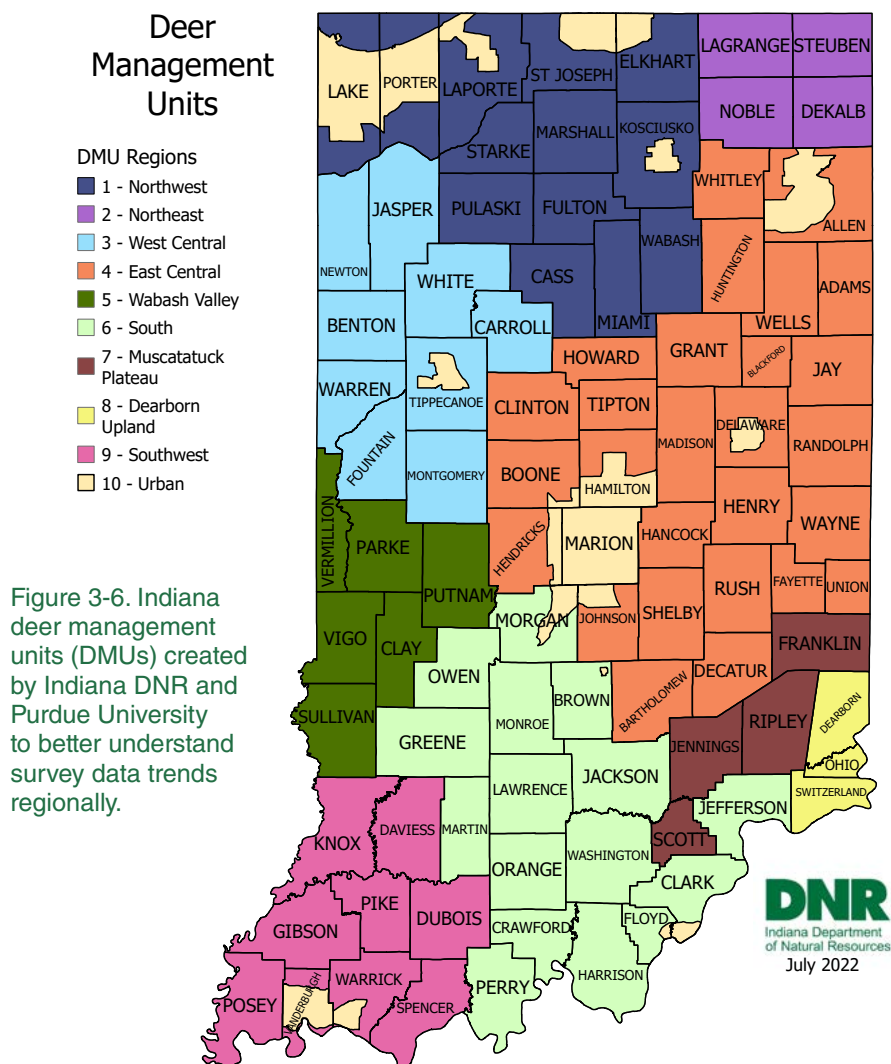 Deer
Management
Units
DMU Regions
1 - Northwest
2 - Northeast
3 - West Central
4 - East Central
5 - Wabash Valley
6 - South
7 - Muscatatuck
Plateau
8 - Dearborn
Upland
9 - Southwest
10 - Urban
Figure 3-6. Indiana
deer management
units (DMUs) created
by Indiana DNR and
Purdue University
to better understand
survey data trends
regionally.
LAKE
PORTER
LAPORTE
ST JOSEPH
ELKHART
LAGRANGE
STEUBEN
NOBLE
DEKALB
STARKE
MARSHALL
KOSCIUSKO
WHITLEY
ALLEN
NEWTON
JASPER
PULASKI
FULTON
WABASH
HUNTINGTON
WHITE
CASS
MIAMI
WELLS
ADAMS
BENTON
CARROLL
HOWARD
GRANT
BLACKFORD
JAY
WARREN
TIPPECANOE
CLINTON
TIPTON
MADISON
DELAWARE
RANDOLPH
FOUNTAIN
MONTGOMERY
BOONE
HAMILTON
HENRY
WAYNE
VERMILLION
PARKE
PUTNAM
HENDRICKS
MARION
HANCOCK
RUSH
FAYETTE
UNION
VIGO
CLAY
MORGAN
JOHNSON
SHELBY
FRANKLIN
OWEN
DECATUR
SULLIVAN
GREENE
MONROE
BROWN
BARTHOLOMEW
JENNINGS
RIPLEY
DEARBORN
OHIO
SWITZERLAND
LAWRENCE
JACKSON
JEFFERSON
KNOX
DAVIESS
MARTIN
ORANGE
WASHINGTON
SCOTT
CLARK
GIBSON
PIKE
DUBOIS
CRAWFORD
FLOYD
HARRISON
POSEY
VANDERBURGH
WARRICK
SPENCER
PERRY
DNR
Indiana Department
of Natural Resources
July 2022